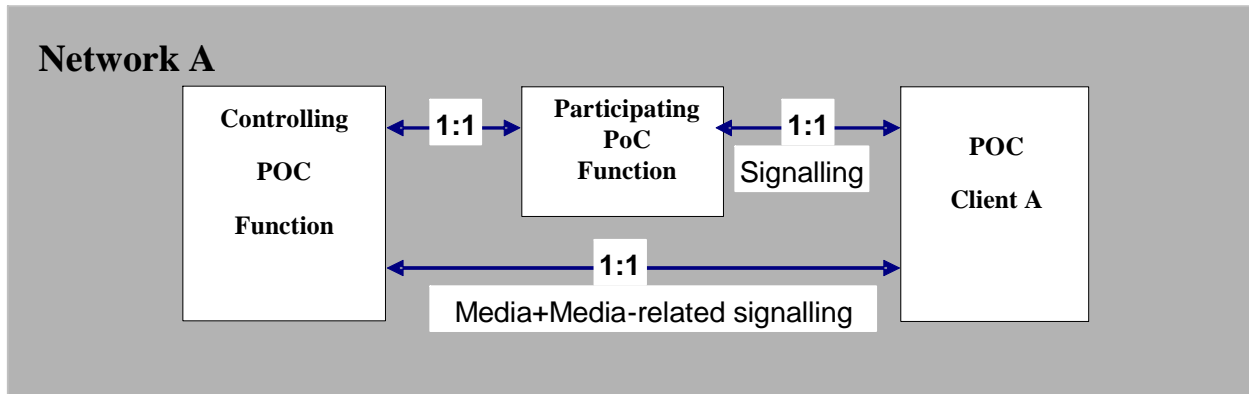 Network A
Controlling
POC
Function
1:1
Participating
PoC
Function
1:1
Signalling
POC
Client A
1:1
Media+Media-related signalling